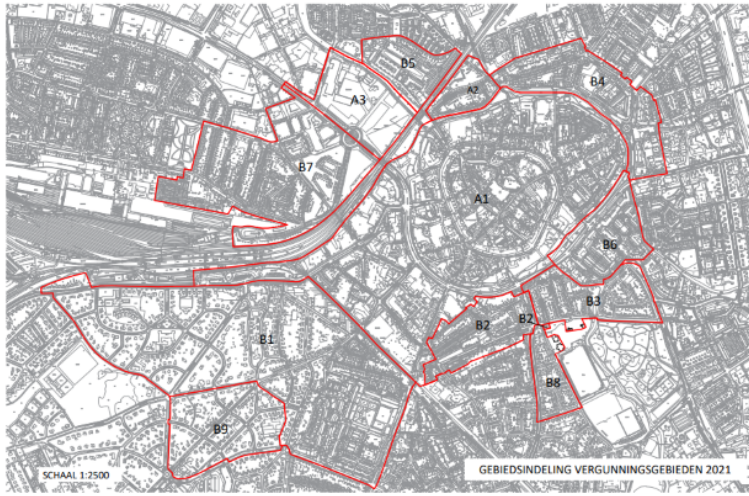 B5
A2
B4
A3
B7
A1
B6
B3
B2
B2
B1
B8
B9
SCHAAL 1:2500
GEBIEDSINDELING VERGUNNINGSGEBIEDEN 2021